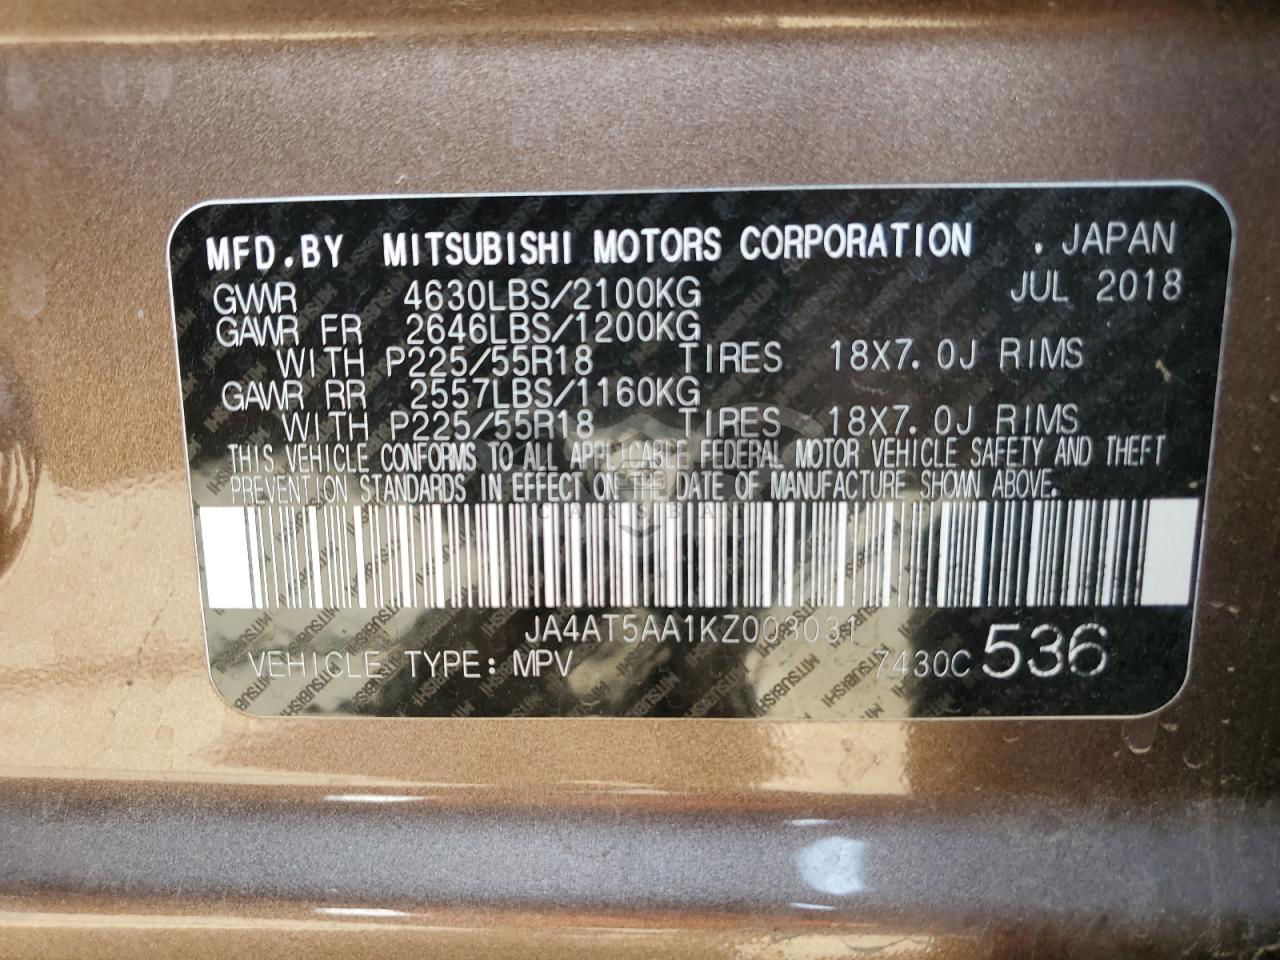 MFD.BY MITSUBISHI MOTORS CORPORATION . JAPAN
GVWR 4630LBS/2100KG JUL 2018
GAWR FR 2646LBS/1200KG
WITH P225/55R18 TIRES 18X7.0J RIMS
GAWR RR 2557LBS/1160KG
WITH P225/55R18 TIRES 18X7.0J RIMS
THIS VEHICLE CONFORMS TO ALL APPLICABLE FEDERAL MOTOR VEHICLE SAFETY AND THEFT
PREVENTION STANDARDS IN EFFECT ON THE DATE OF MANUFACTURE SHOWN ABOVE.
VEHICLE TYPE: MPV 7430C 536